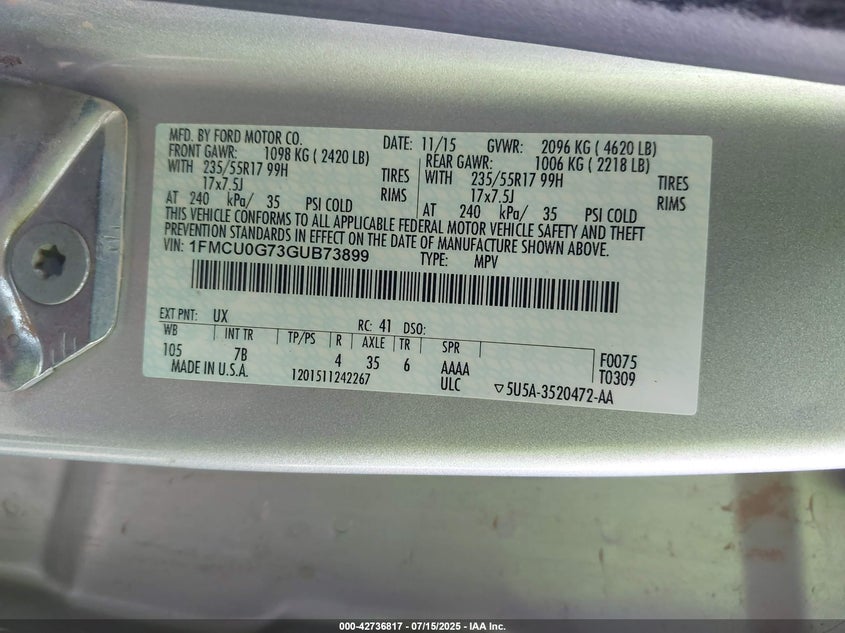 MFD. BY FORD MOTOR CO. DATE: 11/15 GVWR: 2096 KG ( 4620 LB)
FRONT GAWR: 1098 KG ( 2420 LB) REAR GAWR: 1006 KG ( 2218 LB)
WITH 235/55R17 99H TIRES WITH 235/55R17 99H TIRES
17x7.5J RIMS 17x7.5J RIMS
AT 240 kPa/ 35 PSI COLD AT 240 kPa/ 35 PSI COLD
THIS VEHICLE CONFORMS TO ALL APPLICABLE FEDERAL MOTOR VEHICLE SAFETY AND THEFT
PREVENTION STANDARDS IN EFFECT ON THE DATE OF MANUFACTURE SHOWN ABOVE.
VIN: 1FMCU0G73GUB73899 TYPE: MPV
EXT PNT: UX RC: 41 DSO:
WB INT TR TP/PS R AXLE TR SPR
105 7B 4 35 6 AAAA F0075
MADE IN U.S.A. 1201511242267 ULC ▽5U5A-3520472-AA T0309
000-42736817 - 07/15/2025 - IAA Inc.